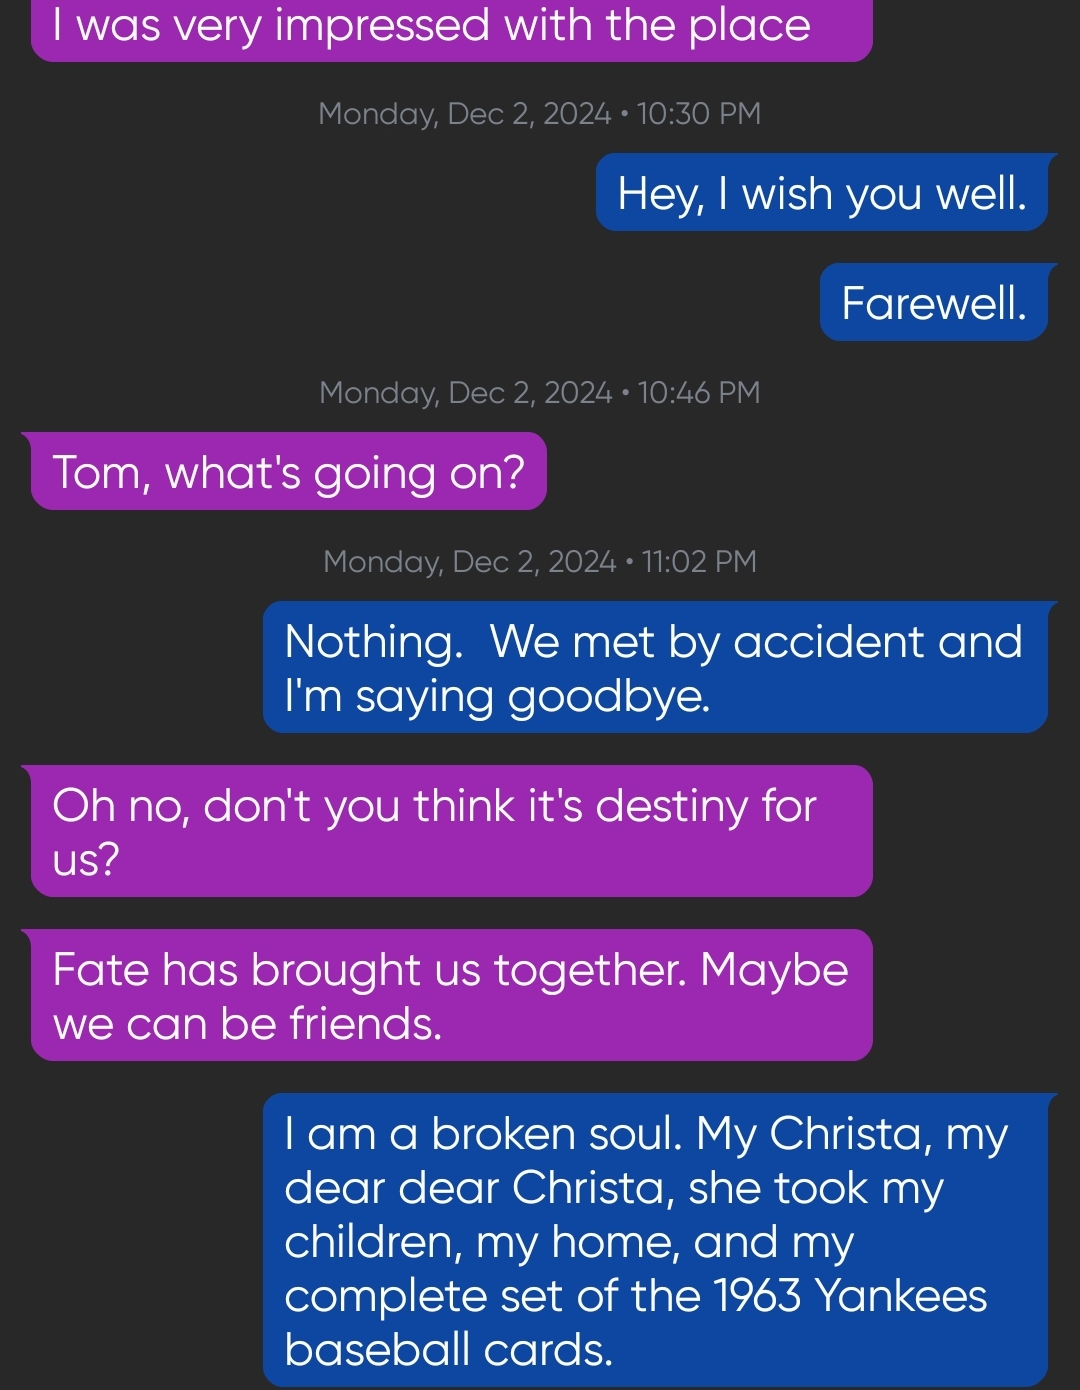 I was very impressed with the place
Monday, Dec 2, 2024 • 10:30 PM
Hey, I wish you well.
Farewell.
Monday, Dec 2, 2024 • 10:46 PM
Tom, what's going on?
Monday, Dec 2, 2024 • 11:02 PM
Nothing.  We met by accident and
I'm saying goodbye.
Oh no, don't you think it's destiny for
us?
Fate has brought us together. Maybe
we can be friends.
I am a broken soul. My Christa, my
dear dear Christa, she took my
children, my home, and my
complete set of the 1963 Yankees
baseball cards.